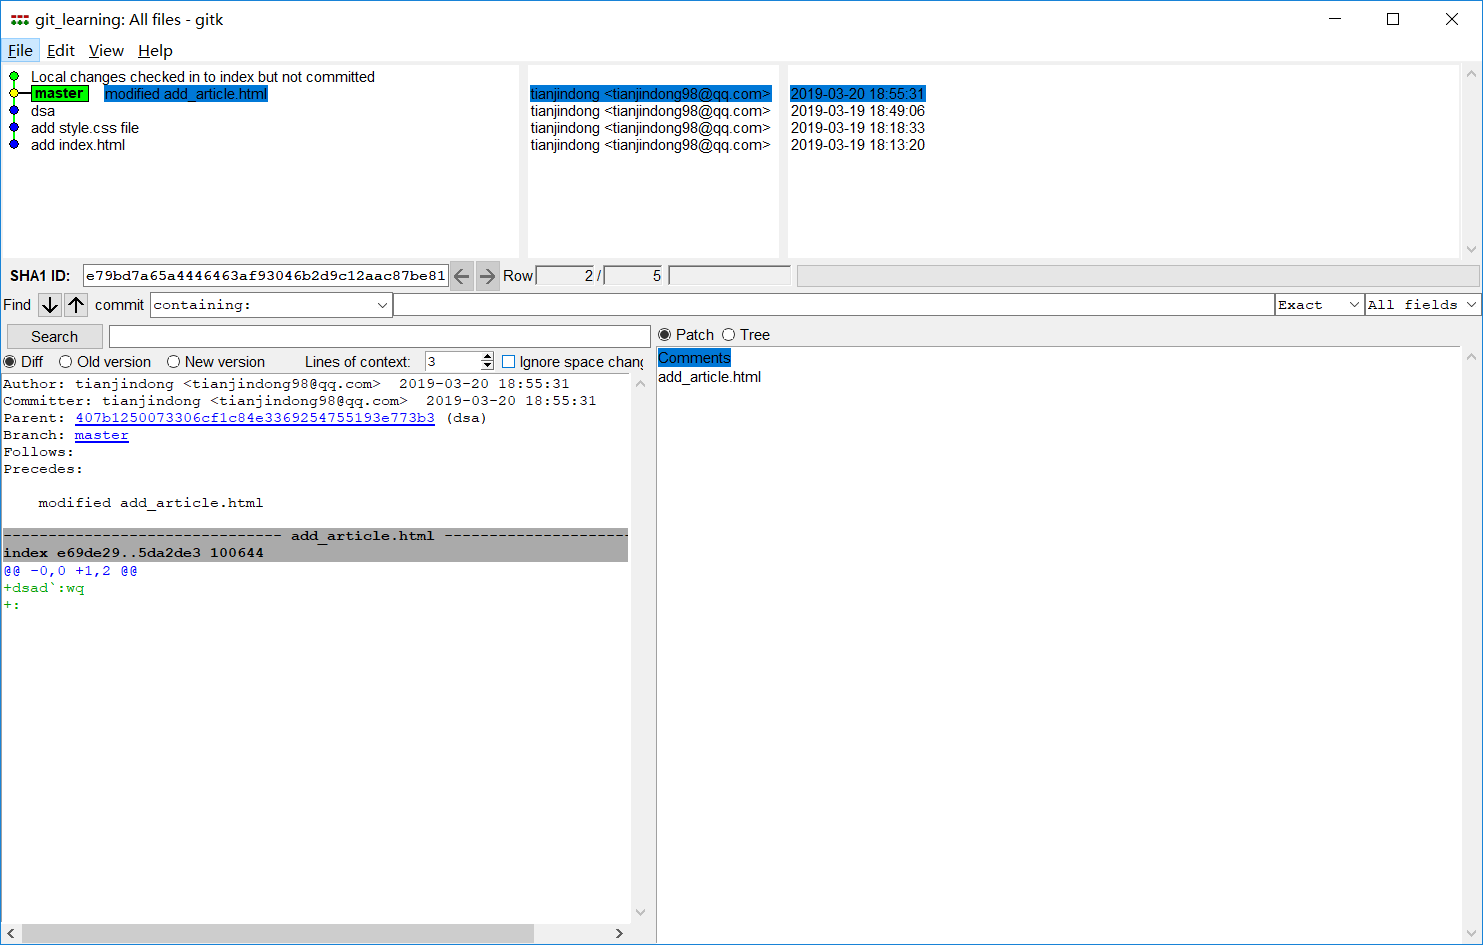 git_learning: All files - gitk
File Edit View Help
Local changes checked in to index but not committed
master modified add_article.html tianjindong <tianjindong98@qq.com> 2019-03-20 18:55:31
dsa tianjindong <tianjindong98@qq.com> 2019-03-19 18:49:06
add style.css file tianjindong <tianjindong98@qq.com> 2019-03-19 18:18:33
add index.html tianjindong <tianjindong98@qq.com> 2019-03-19 18:13:20
SHA1 ID: e79bd7a65a4446463af93046b2d9c12aac87be81 Row 2 / 5
Find commit containing: Exact All fields
Search
Patch Tree
Diff Old version New version Lines of context: 3 Ignore space chang
Comments
add_article.html
Author: tianjindong <tianjindong98@qq.com> 2019-03-20 18:55:31
Committer: tianjindong <tianjindong98@qq.com> 2019-03-20 18:55:31
Parent: 407b1250073306cf1c84e3369254755193e773b3 (dsa)
Branch: master
Follows:
Precedes:
modified add_article.html
------------------------------- add_article.html ---------------------
index e69de29..5da2de3 100644
@@ -0,0 +1,2 @@
+dsad`:wq
+: